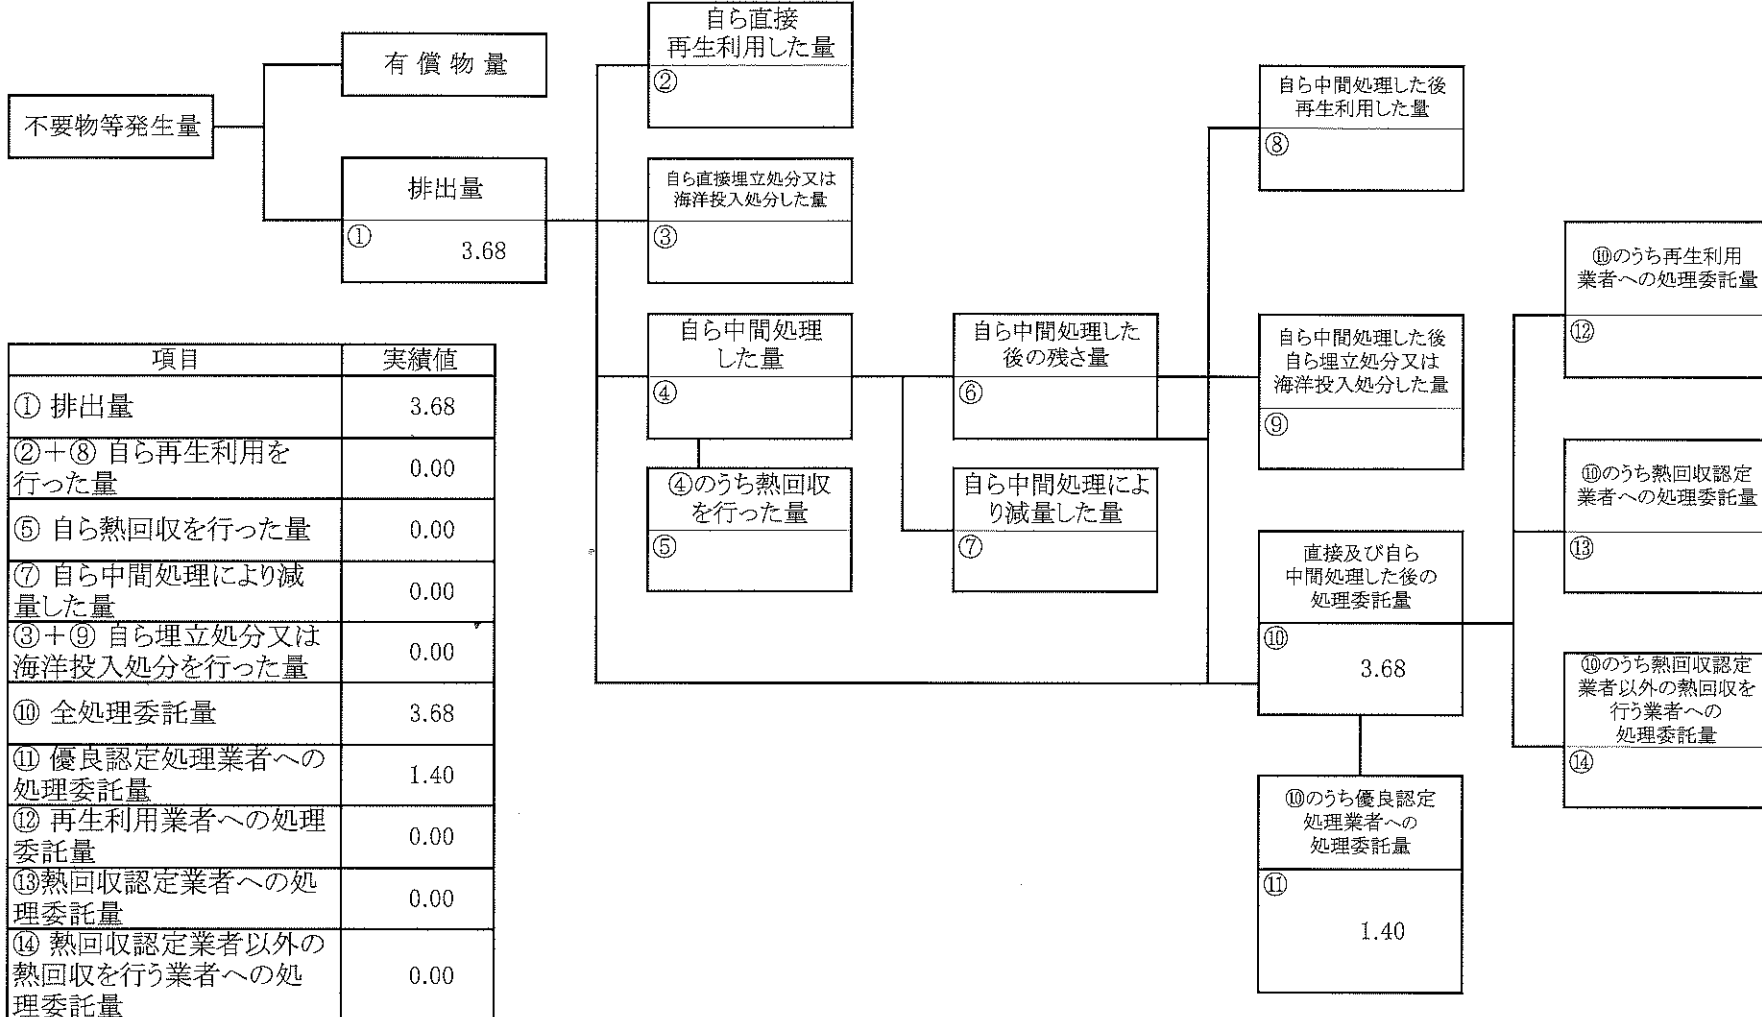 不要物等発生量
有償物量
排出量
①
3.68
自ら直接
再生利用した量
②
自ら直接埋立処分又は
海洋投入処分した量
③
自ら中間処理
した量
④
④のうち熱回収
を行った量
⑤
自ら中間処理した
後の残さ量
⑥
自ら中間処理によ
り減量した量
⑦
自ら中間処理した後
再生利用した量
⑧
自ら中間処理した後
自ら埋立処分又は
海洋投入処分した量
⑨
直接及び自ら
中間処理した後の
処理委託量
⑩
3.68
⑩のうち優良認定
処理業者への
処理委託量
⑪
1.40
⑩のうち再生利用
業者への処理委託量
⑫
⑩のうち熱回収認定
業者への処理委託量
⑬
⑩のうち熱回収認定
業者以外の熱回収を
行う業者への
処理委託量
⑭
項目 実績値
① 排出量 3.68
②+⑧ 自ら再生利用を
行った量 0.00
⑤ 自ら熱回収を行った量 0.00
⑦ 自ら中間処理により減
量した量 0.00
③+⑨ 自ら埋立処分又は
海洋投入処分を行った量 0.00
⑩ 全処理委託量 3.68
⑪ 優良認定処理業者への
処理委託量 1.40
⑫ 再生利用業者への処理
委託量 0.00
⑬熱回収認定業者への処
理委託量 0.00
⑭ 熱回収認定業者以外の
熱回収を行う業者への処
理委託量 0.00